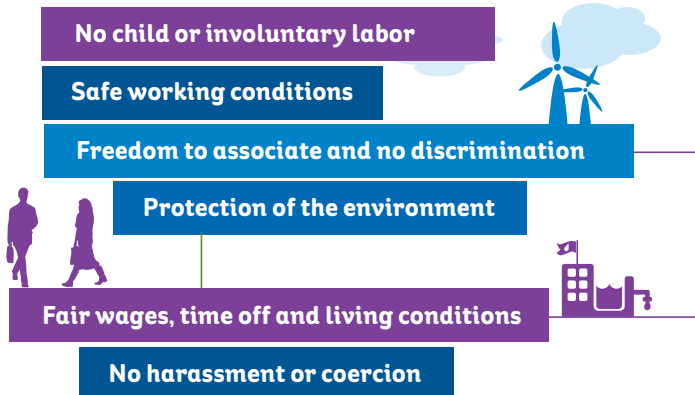 No child or involuntary labor
Safe working conditions
Freedom to associate and no discrimination
Protection of the environment
Fair wages, time off and living conditions
No harassment or coercion